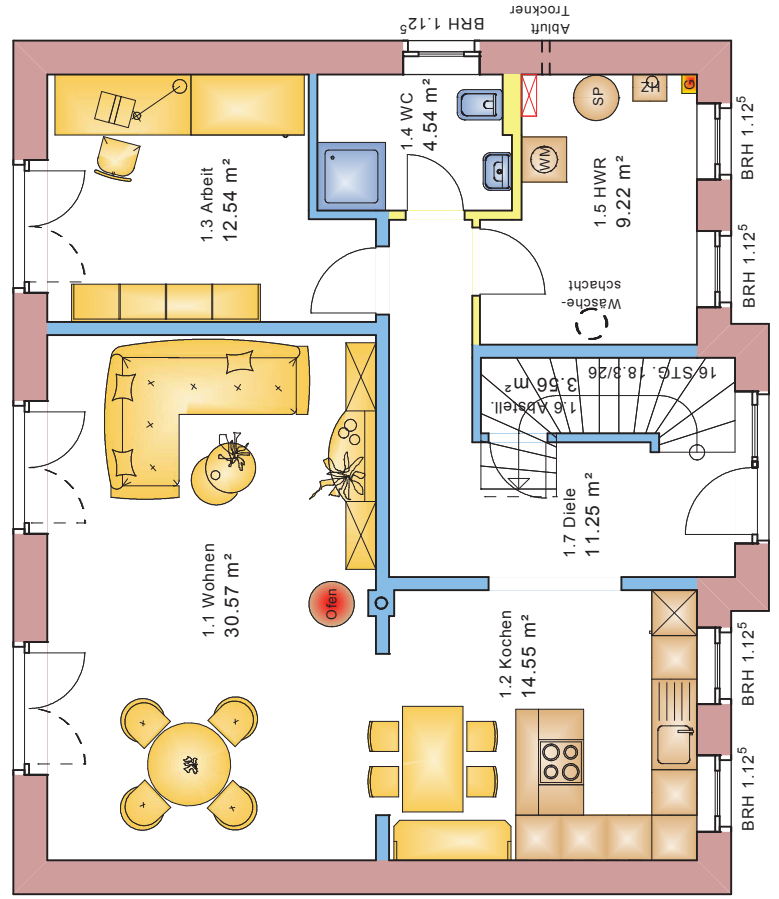 BRH 1.12⁵
Abluft
Trockner
1.3 Arbeit
12.54 m²
1.4 WC
4.54 m²
SP
HZ
G
WM
1.5 HWR
9.22 m²
BRH 1.12⁵
BRH 1.12⁵
Wäsche-
schacht
16 STG. 18.3/26
1.6 Abstell.
3.56 m²
1.7 Diele
11.25 m²
1.1 Wohnen
30.57 m²
Ofen
1.2 Kochen
14.55 m²
BRH 1.12⁵
BRH 1.12⁵